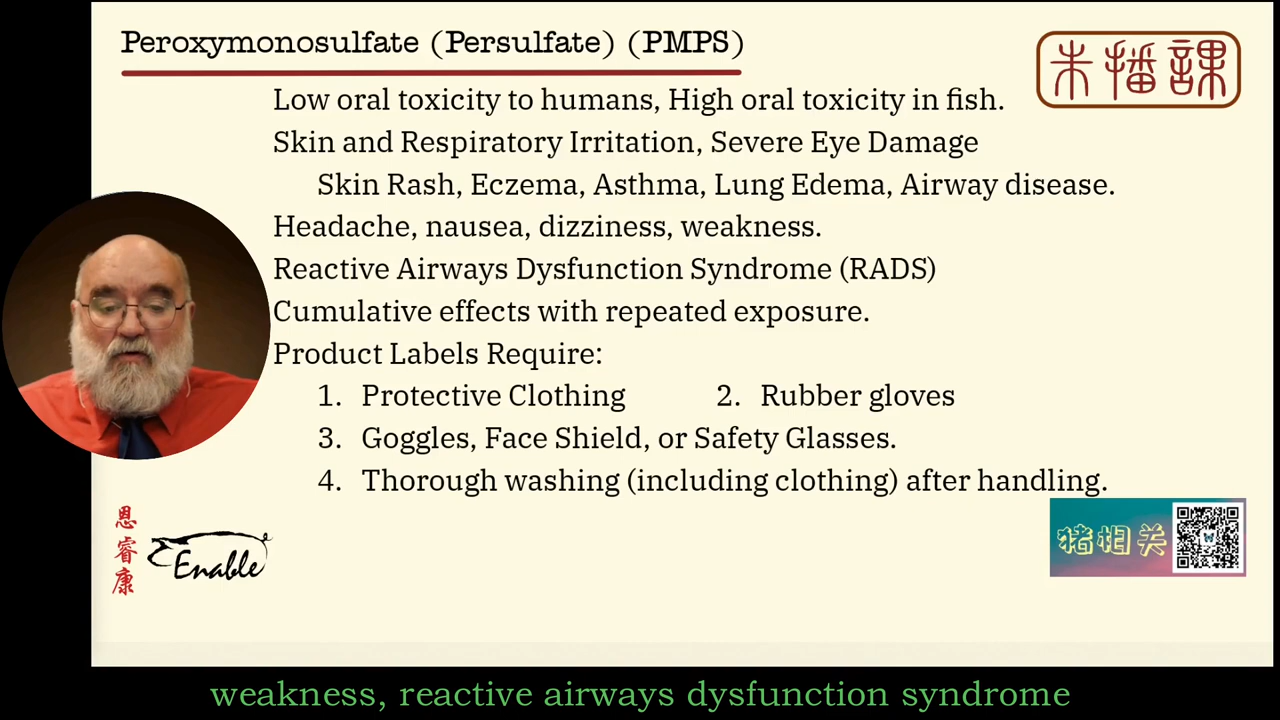 Peroxymonosulfate (Persulfate) (PMPS)
朱播課
Low oral toxicity to humans, High oral toxicity in fish.
Skin and Respiratory Irritation, Severe Eye Damage
Skin Rash, Eczema, Asthma, Lung Edema, Airway disease.
Headache, nausea, dizziness, weakness.
Reactive Airways Dysfunction Syndrome (RADS)
Cumulative effects with repeated exposure.
Product Labels Require:
1. Protective Clothing 2. Rubber gloves
3. Goggles, Face Shield, or Safety Glasses.
4. Thorough washing (including clothing) after handling.
恩睿康
Enable
猪相关
weakness, reactive airways dysfunction syndrome